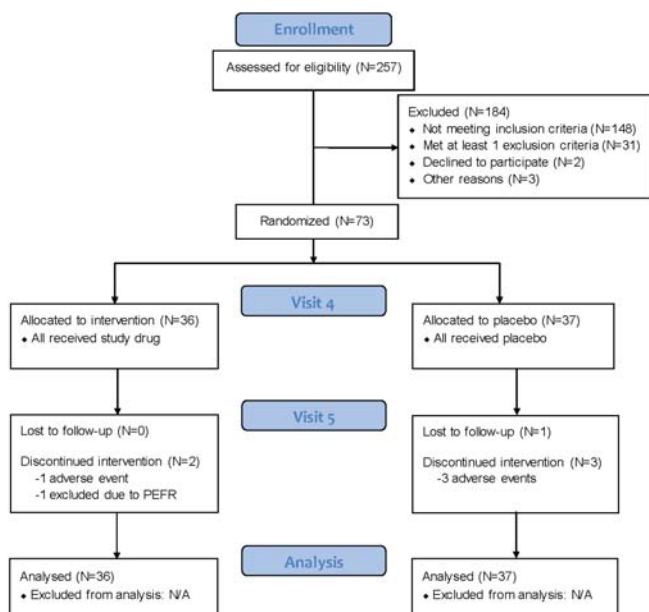 Enrollment
Assessed for eligibility (N=257)
Excluded (N=184)
♦ Not meeting inclusion criteria (N=148)
♦ Met at least 1 exclusion criteria (N=31)
♦ Declined to participate (N=2)
♦ Other reasons (N=3)
Randomized (N=73)
Visit 4
Allocated to intervention (N=36)
♦ All received study drug
Allocated to placebo (N=37)
♦ All received placebo
Visit 5
Lost to follow-up (N=0)
Discontinued intervention (N=2)
-1 adverse event
-1 excluded due to PEFR
Lost to follow-up (N=1)
Discontinued intervention (N=3)
-3 adverse events
Analysis
Analysed (N=36)
♦ Excluded from analysis: N/A
Analysed (N=37)
♦ Excluded from analysis: N/A